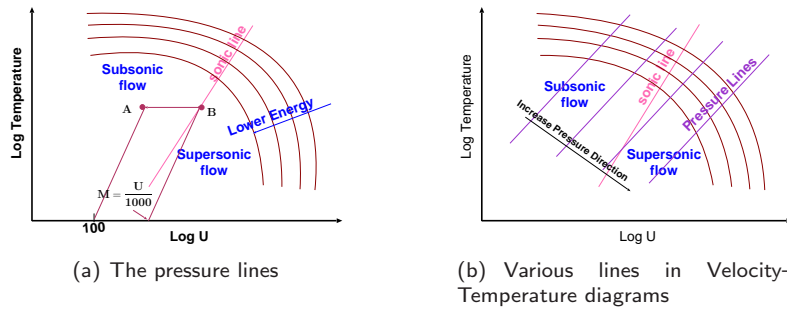 Log Temperature
Subsonic
flow
sonic line
A
B
Lower Energy
Supersonic
flow
M = U
1000
100
Log U
(a) The pressure lines
Log Temperature
Subsonic
flow
sonic line
Pressure Lines
Increase Pressure Direction
Supersonic
flow
Log U
(b) Various lines in Velocity-
Temperature diagrams